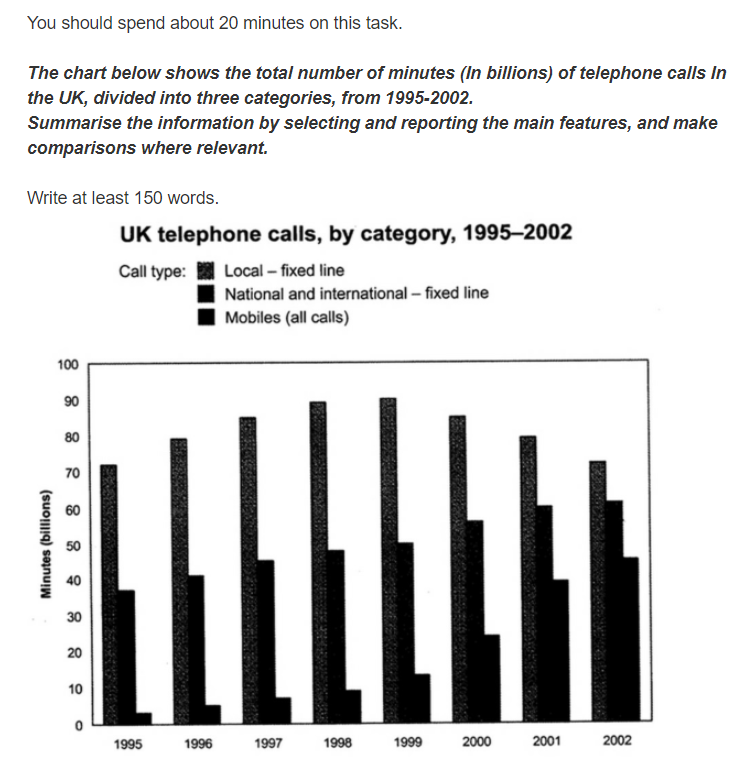 You should spend about 20 minutes on this task.
The chart below shows the total number of minutes (In billions) of telephone calls In
the UK, divided into three categories, from 1995-2002.
Summarise the information by selecting and reporting the main features, and make
comparisons where relevant.
Write at least 150 words.
UK telephone calls, by category, 1995–2002
Call type: Local – fixed line
National and international – fixed line
Mobiles (all calls)
100
90
80
70
60
50
40
30
20
10
0
Minutes (billions)
1995 1996 1997 1998 1999 2000 2001 2002